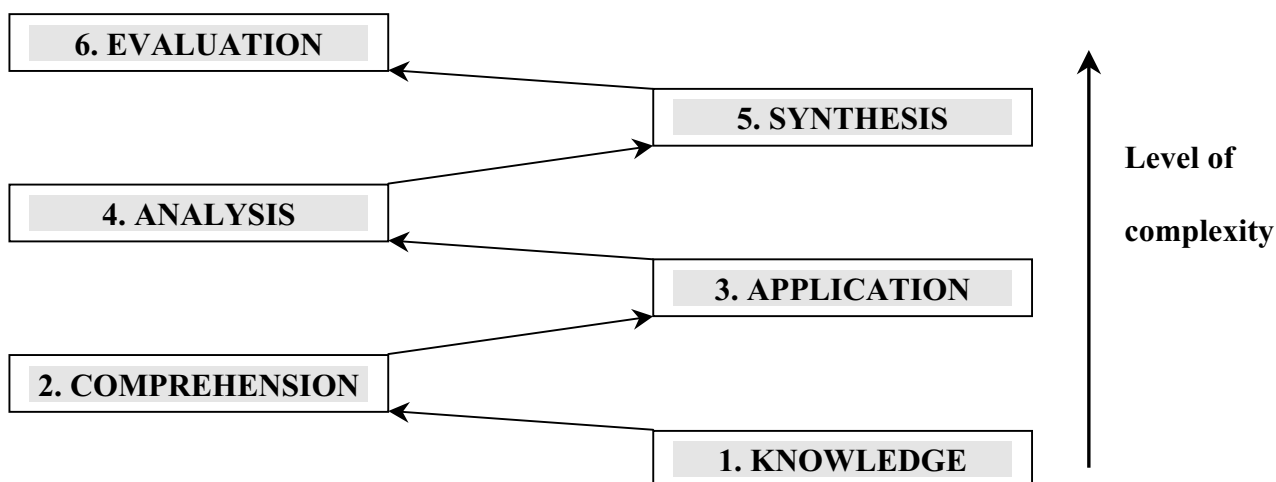 6. EVALUATION
5. SYNTHESIS
Level of
complexity
4. ANALYSIS
3. APPLICATION
2. COMPREHENSION
1. KNOWLEDGE